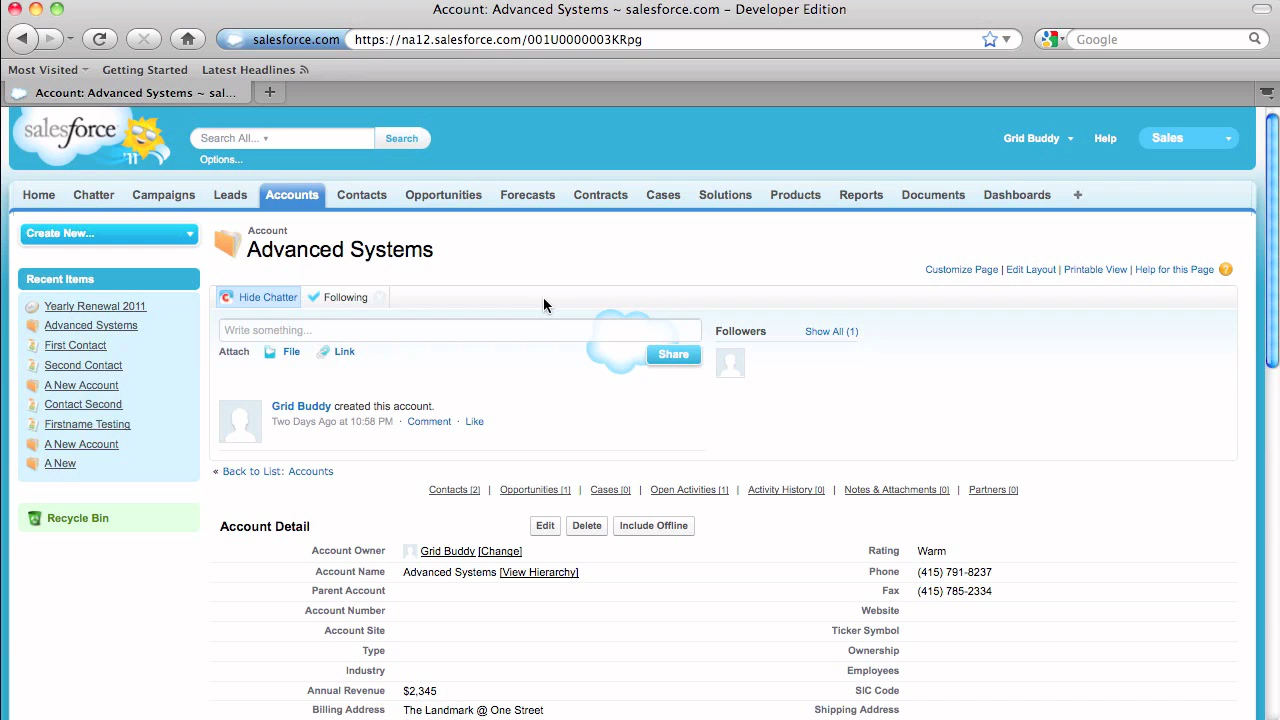 Account: Advanced Systems ~ salesforce.com – Developer Edition
salesforce.com https://na12.salesforce.com/001U0000003KRpg Google
Most Visited Getting Started Latest Headlines
Account: Advanced Systems ~ sal... +
salesforce '11 Search All... Search Grid Buddy Help Sales
Options...
Home Chatter Campaigns Leads Accounts Contacts Opportunities Forecasts Contracts Cases Solutions Products Reports Documents Dashboards +
Create New...
Account
Advanced Systems
Customize Page | Edit Layout | Printable View | Help for this Page ?
Recent Items
Yearly Renewal 2011
Advanced Systems
First Contact
Second Contact
A New Account
Contact Second
Firstname Testing
A New Account
A New
Recycle Bin
Hide Chatter Following
Write something...
Attach File Link Share
Followers Show All (1)
Grid Buddy created this account.
Two Days Ago at 10:58 PM · Comment · Like
« Back to List: Accounts
Contacts [2] | Opportunities [1] | Cases [0] | Open Activities [1] | Activity History [0] | Notes & Attachments [0] | Partners [0]
Account Detail Edit Delete Include Offline
Account Owner Grid Buddy [Change] Rating Warm
Account Name Advanced Systems [View Hierarchy] Phone (415) 791-8237
Parent Account Fax (415) 785-2334
Account Number Website
Account Site Ticker Symbol
Type Ownership
Industry Employees
Annual Revenue $2,345 SIC Code
Billing Address The Landmark @ One Street Shipping Address